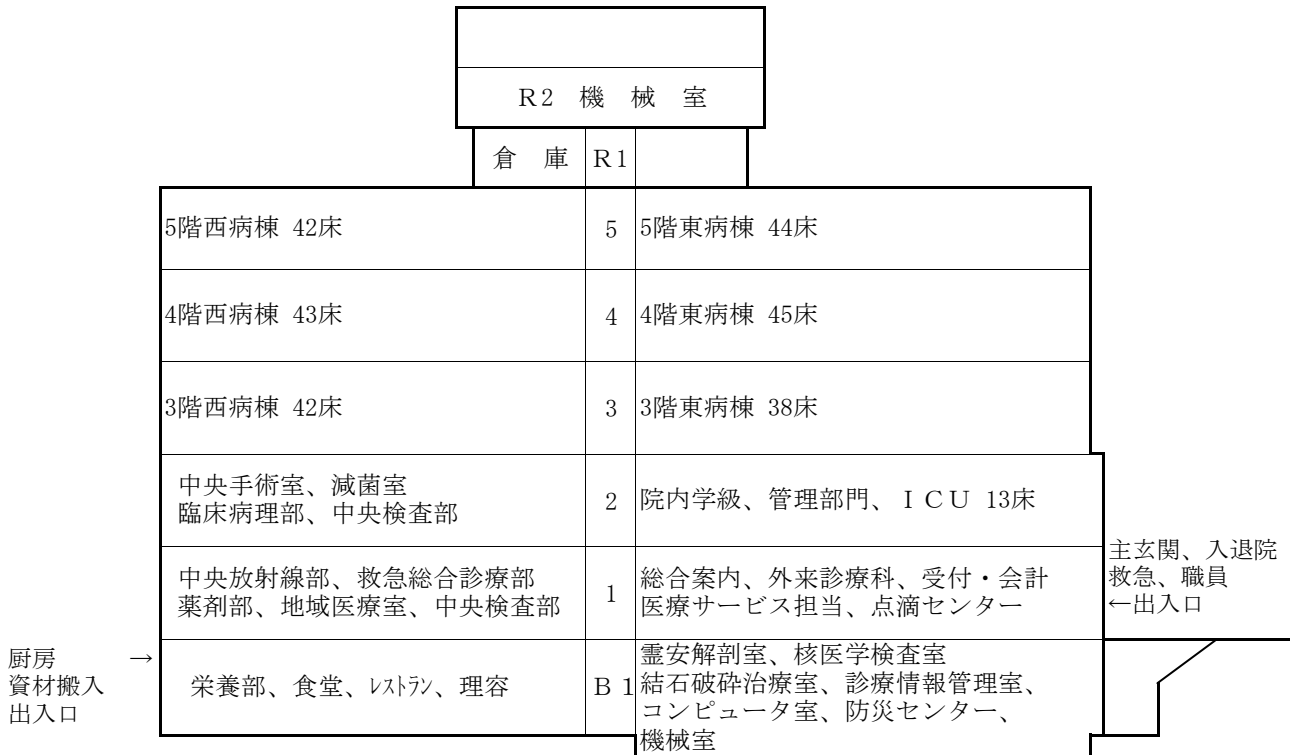 R2 機 械 室
倉 庫 R1
5階西病棟 42床 5 5階東病棟 44床
4階西病棟 43床 4 4階東病棟 45床
3階西病棟 42床 3 3階東病棟 38床
中央手術室、減菌室
臨床病理部、中央検査部
2 院内学級、管理部門、ＩＣＵ 13床
中央放射線部、救急総合診療部
薬剤部、地域医療室、中央検査部
1
総合案内、外来診療科、受付・会計
医療サービス担当、点滴センター
主玄関、入退院
救急、職員
←出入口
厨房 →
資材搬入
出入口
栄養部、食堂、ﾚｽﾄﾗﾝ、理容
B 1
霊安解剖室、核医学検査室
結石破砕治療室、診療情報管理室、
コンピュータ室、防災センター、
機械室